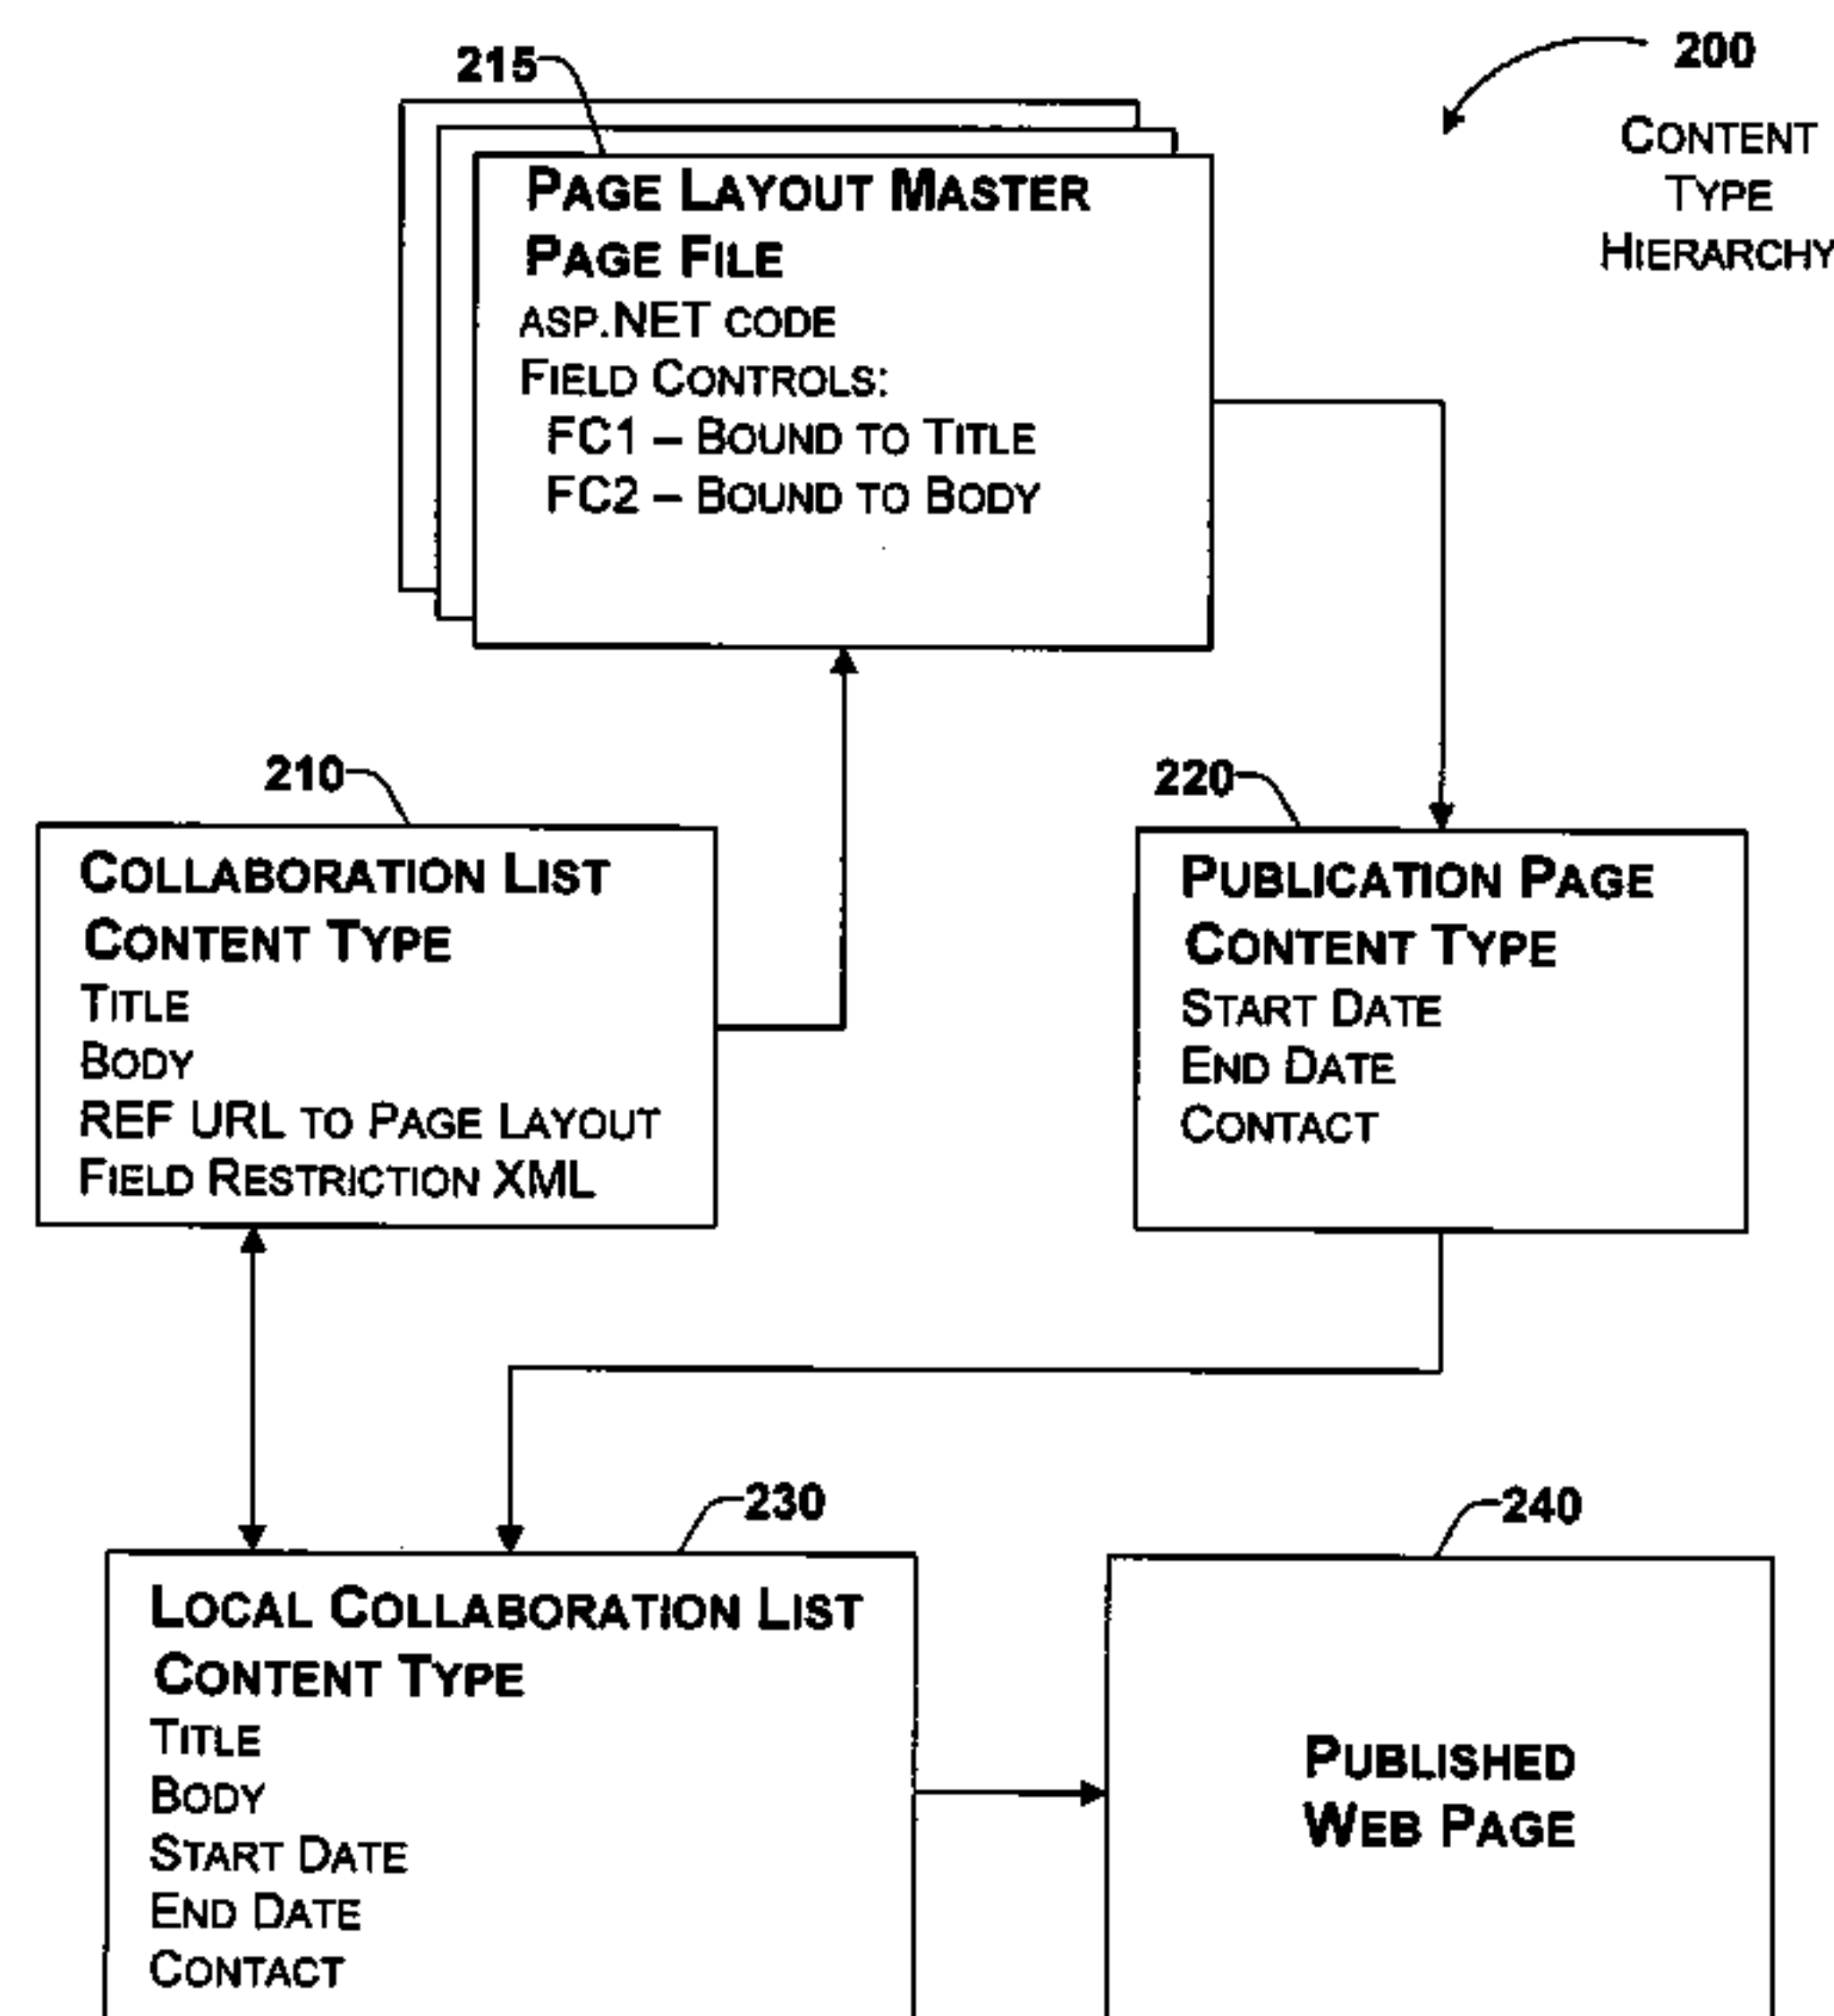 215
200
CONTENT
TYPE
HIERARCHY
PAGE LAYOUT MASTER
PAGE FILE
ASP.NET CODE
FIELD CONTROLS:
FC1 – BOUND TO TITLE
FC2 – BOUND TO BODY
210
COLLABORATION LIST
CONTENT TYPE
TITLE
BODY
REF URL TO PAGE LAYOUT
FIELD RESTRICTION XML
220
PUBLICATION PAGE
CONTENT TYPE
START DATE
END DATE
CONTACT
230
LOCAL COLLABORATION LIST
CONTENT TYPE
TITLE
BODY
START DATE
END DATE
CONTACT
240
PUBLISHED
WEB PAGE